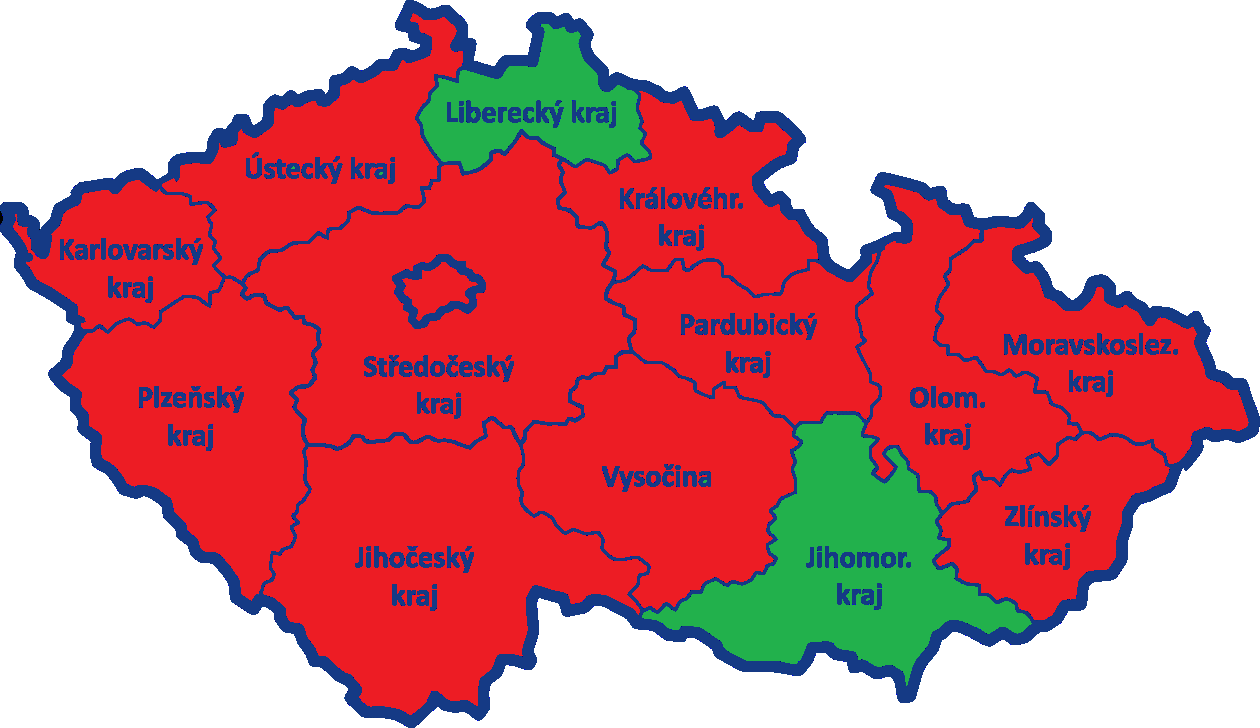 Liberecký kraj
Ústecký kraj
Královéhr.
kraj
Karlovarský
kraj
Pardubický
kraj
Moravskoslez.
kraj
Středočeský
kraj
Plzeňský
kraj
Olom.
kraj
Vysočina
Zlínský
kraj
Jihočeský
kraj
Jihomor.
kraj